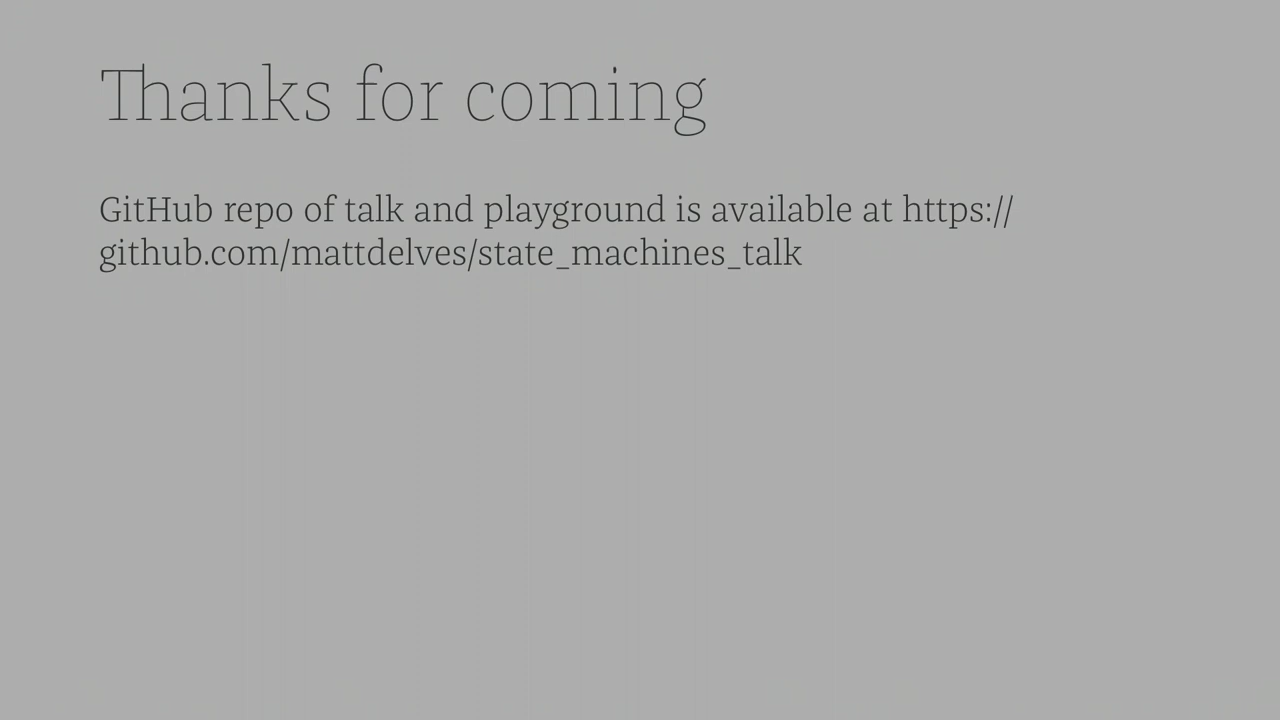 Thanks for coming
GitHub repo of talk and playground is available at https://
github.com/mattdelves/state_machines_talk